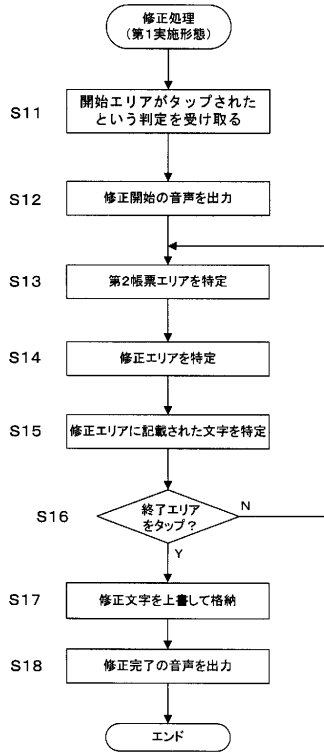 修正処理
(第1実施形態)
S11
開始エリアがタップされた
という判定を受け取る
S12
修正開始の音声を出力
S13
第2帳票エリアを特定
S14
修正エリアを特定
S15
修正エリアに記載された文字を特定
S16
終了エリア
をタップ?
N
Y
S17
修正文字を上書して格納
S18
修正完了の音声を出力
エンド